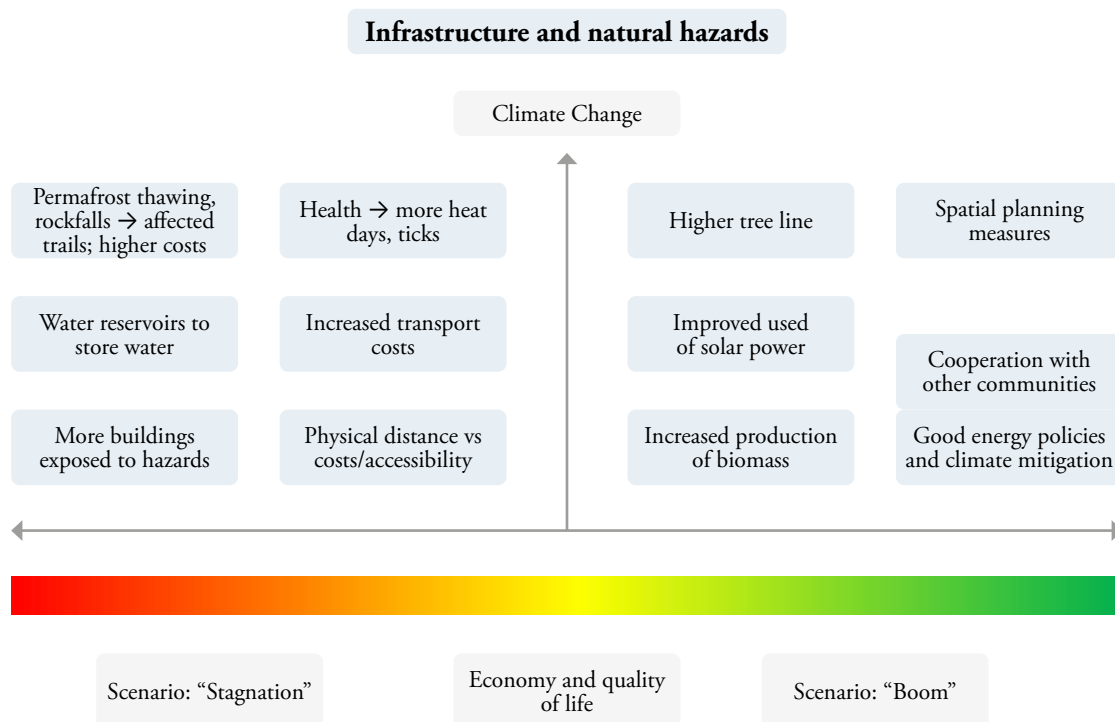 Infrastructure and natural hazards
Climate Change
Permafrost thawing,
rockfalls → affected
trails; higher costs
Health → more heat
days, ticks
Higher tree line
Spatial planning
measures
Water reservoirs to
store water
Increased transport
costs
Improved used
of solar power
Cooperation with
other communities
More buildings
exposed to hazards
Physical distance vs
costs/accessibility
Increased production
of biomass
Good energy policies
and climate mitigation
Scenario: “Stagnation”
Economy and quality
of life
Scenario: “Boom”